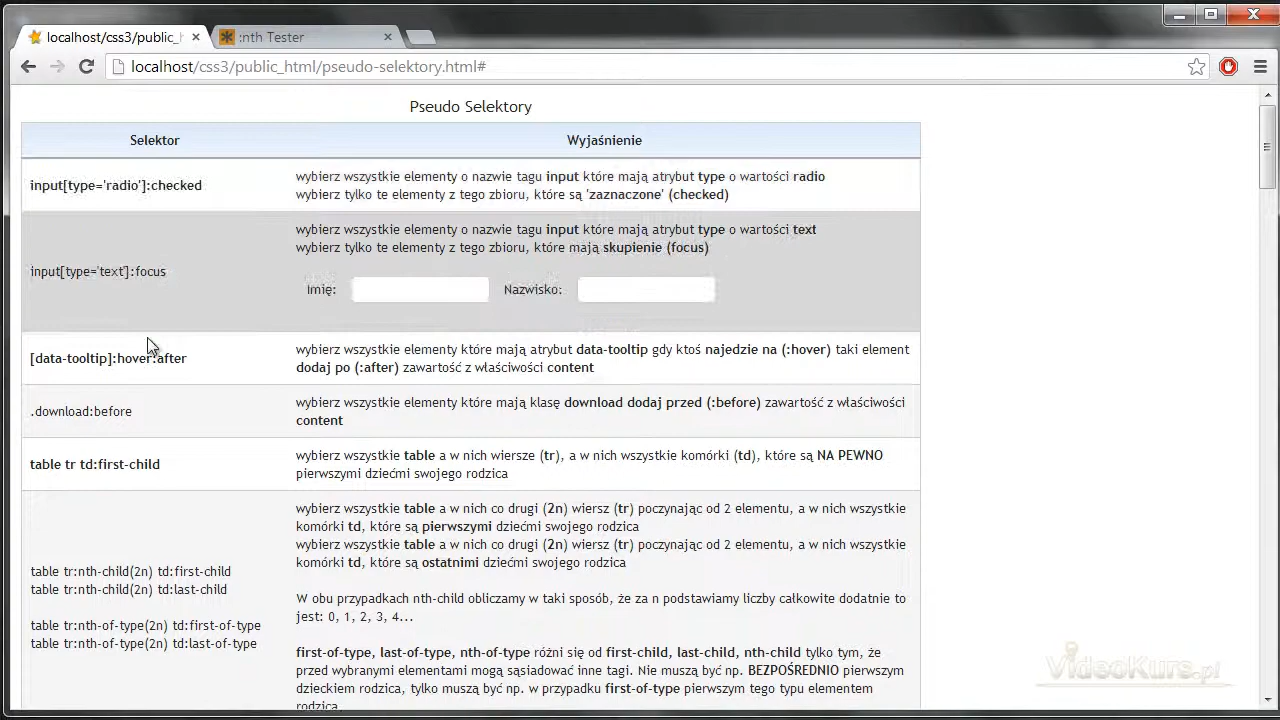 localhost/css3/public_h
:nth Tester
localhost/css3/public_html/pseudo-selektory.html#
Pseudo Selektory
Selektor
Wyjaśnienie
input[type='radio']:checked
wybierz wszystkie elementy o nazwie tagu input które mają atrybut type o wartości radio
wybierz tylko te elementy z tego zbioru, które są 'zaznaczone' (checked)
input[type='text']:focus
wybierz wszystkie elementy o nazwie tagu input które mają atrybut type o wartości text
wybierz tylko te elementy z tego zbioru, które mają skupienie (focus)
Imię:
Nazwisko:
[data-tooltip]:hover:after
wybierz wszystkie elementy które mają atrybut data-tooltip gdy ktoś najedzie na (:hover) taki element
dodaj po (:after) zawartość z właściwości content
.download:before
wybierz wszystkie elementy które mają klasę download dodaj przed (:before) zawartość z właściwości
content
table tr td:first-child
wybierz wszystkie table a w nich wiersze (tr), a w nich wszystkie komórki (td), które są NA PEWNO
pierwszymi dziećmi swojego rodzica
table tr:nth-child(2n) td:first-child
table tr:nth-child(2n) td:last-child
table tr:nth-of-type(2n) td:first-of-type
table tr:nth-of-type(2n) td:last-of-type
wybierz wszystkie table a w nich co drugi (2n) wiersz (tr) poczynając od 2 elementu, a w nich wszystkie
komórki td, które są pierwszymi dziećmi swojego rodzica
wybierz wszystkie table a w nich co drugi (2n) wiersz (tr) poczynając od 2 elementu, a w nich wszystkie
komórki td, które są ostatnimi dziećmi swojego rodzica
W obu przypadkach nth-child obliczamy w taki sposób, że za n podstawiamy liczby całkowite dodatnie to
jest: 0, 1, 2, 3, 4...
first-of-type, last-of-type, nth-of-type różni się od first-child, last-child, nth-child tylko tym, że
przed wybranymi elementami mogą sąsiadować inne tagi. Nie muszą być np. BEZPOŚREDNIO pierwszym
dzieckiem rodzica, tylko muszą być np. w przypadku first-of-type pierwszym tego typu elementem
rodzica.
VideoKurs.pl